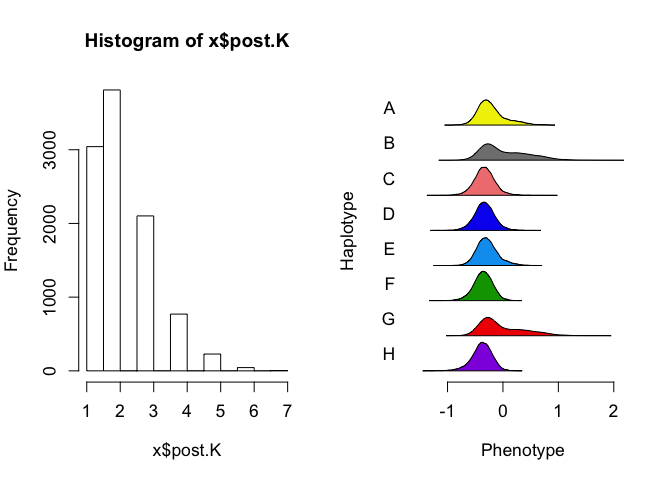 Histogram of x$post.K
Frequency
0
1000
2000
3000
1 2 3 4 5 6 7
x$post.K
Haplotype
A
B
C
D
E
F
G
H
-1 0 1 2
Phenotype